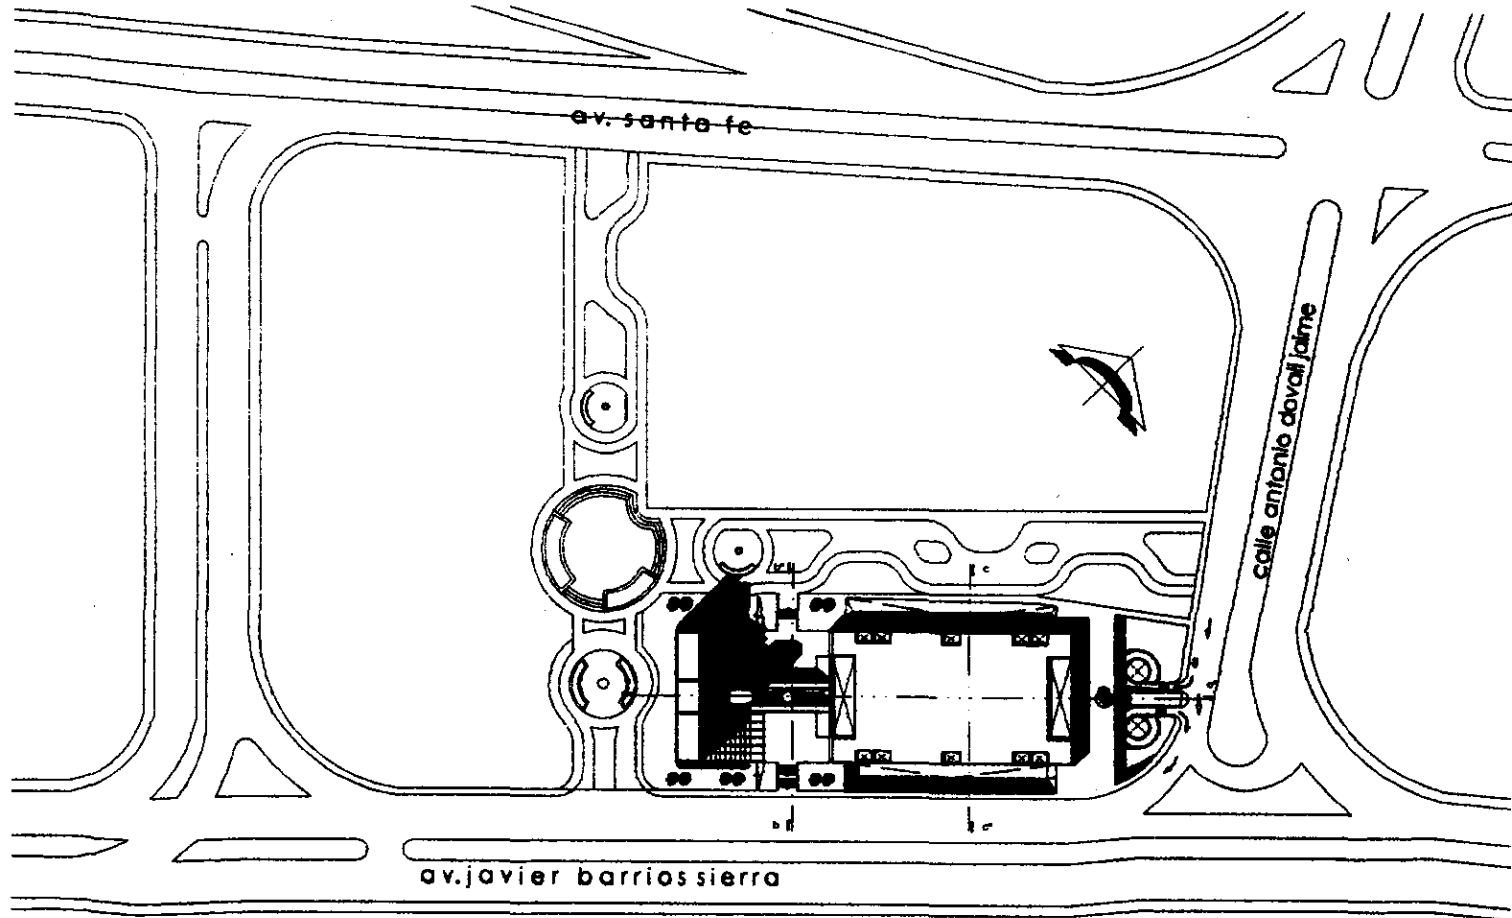 av. santa fe
calle antonio dovali jaime
c
b
c'
av. javier barrios sierra